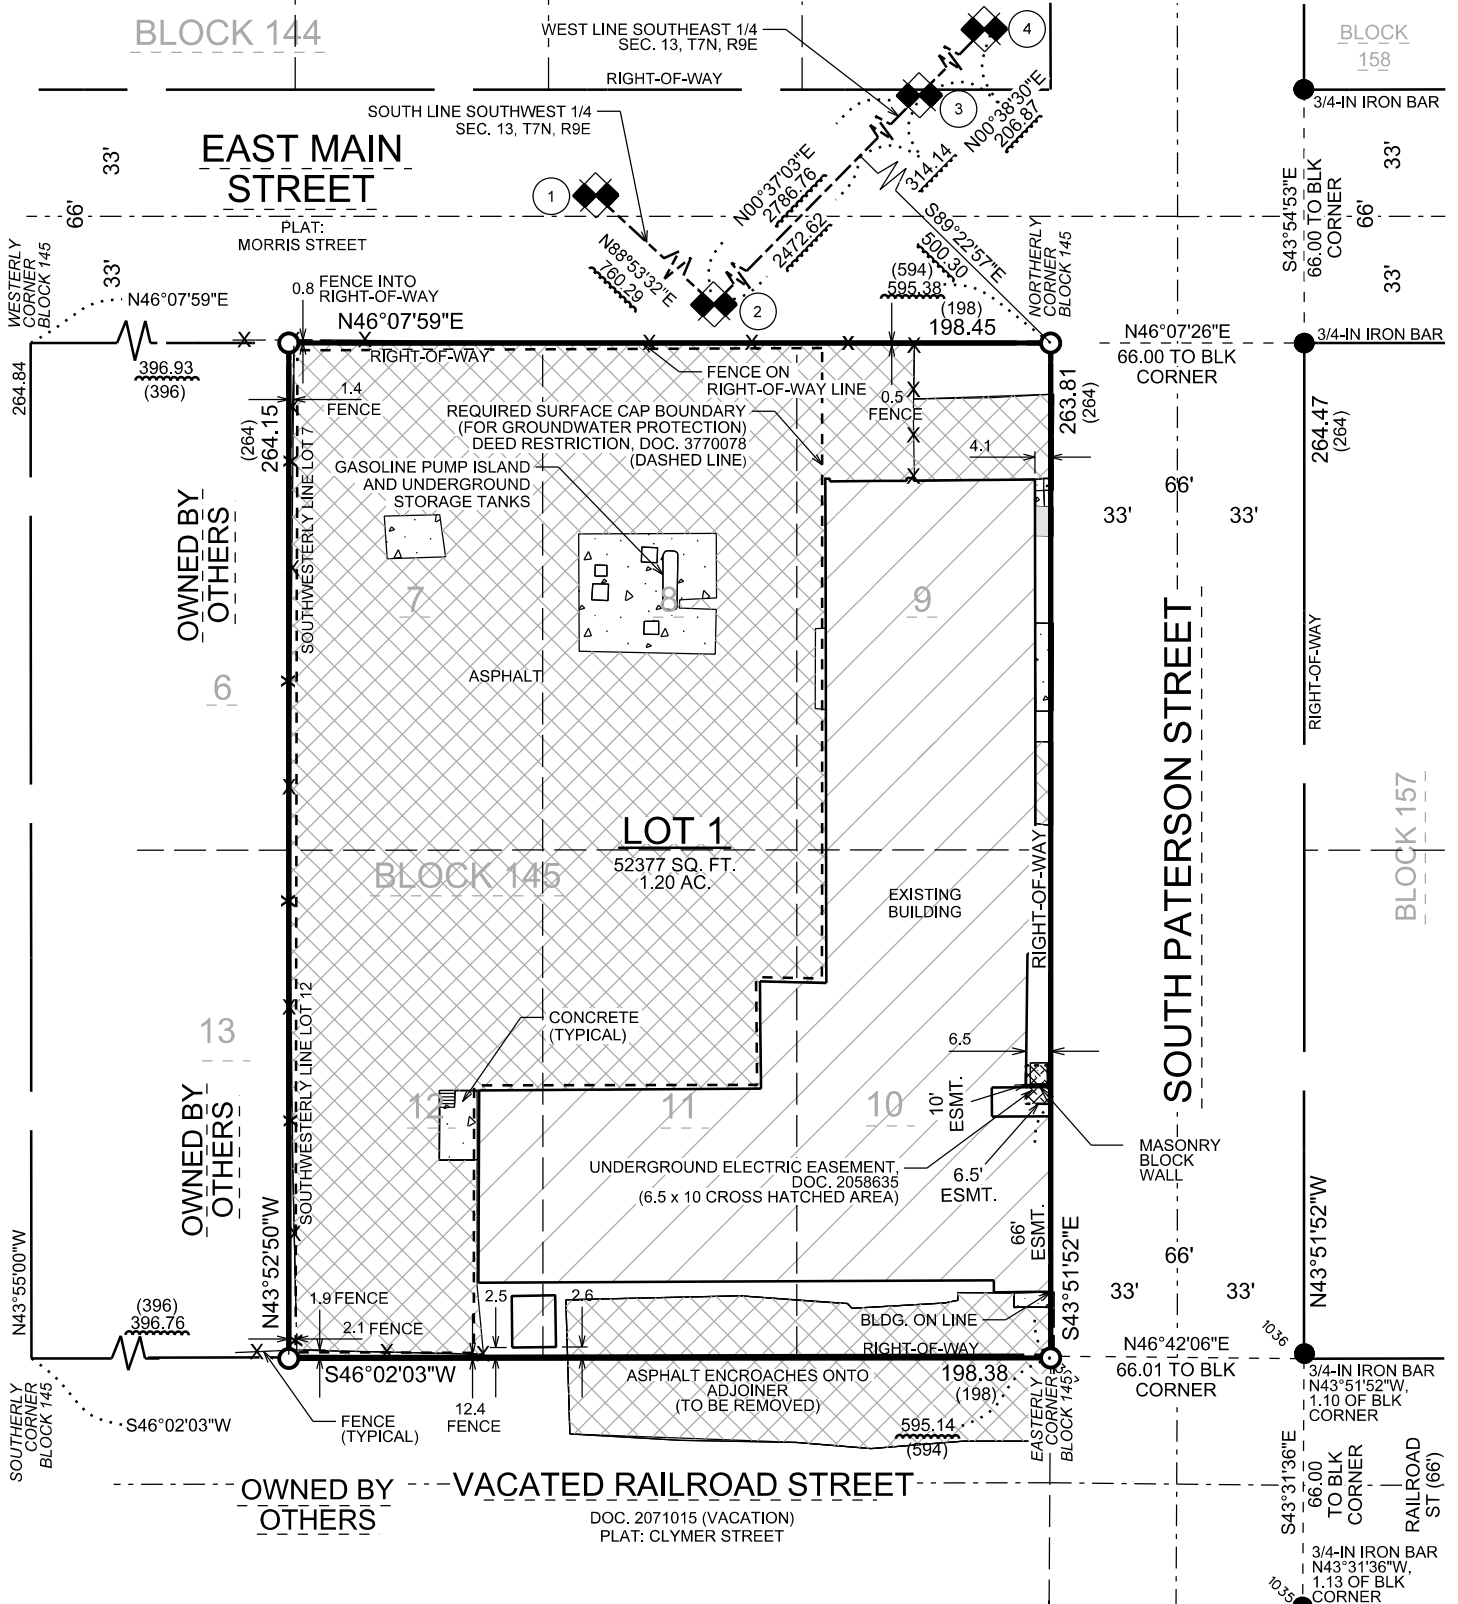 BLOCK 144
WEST LINE SOUTHEAST 1/4
SEC. 13, T7N, R9E
4
BLOCK
158
RIGHT-OF-WAY
3/4-IN IRON BAR
SOUTH LINE SOUTHWEST 1/4
SEC. 13, T7N, R9E
3
N00°38'30"E
206.87
EAST MAIN
STREET
PLAT:
MORRIS STREET
33'
66'
33'
1
N88°53'32"E
760.29
2
N00°37'03"E
2786.76
2472.62
314.14
S89°22'57"E
500.30
(594)
595.38
(198)
198.45
NORTHERLY
CORNER
BLOCK 145
S43°54'53"E
66.00 TO BLK
CORNER
33'
66'
33'
WESTERLY
CORNER
BLOCK 145
N46°07'59"E
0.8
FENCE INTO
RIGHT-OF-WAY
N46°07'59"E
RIGHT-OF-WAY
396.93
(396)
264.84
N46°07'26"E
66.00 TO BLK
CORNER
3/4-IN IRON BAR
1.4
FENCE
FENCE ON
RIGHT-OF-WAY LINE
0.5
FENCE
(264)
264.15
263.81
(264)
264.47
(264)
REQUIRED SURFACE CAP BOUNDARY
(FOR GROUNDWATER PROTECTION)
DEED RESTRICTION, DOC. 3770078
(DASHED LINE)
4.1
GASOLINE PUMP ISLAND
AND UNDERGROUND
STORAGE TANKS
SOUTHWESTERLY LINE LOT 7
OWNED BY
OTHERS
66'
33'
33'
7
8
9
6
ASPHALT
RIGHT-OF-WAY
SOUTH PATERSON STREET
LOT 1
52377 SQ. FT.
1.20 AC.
BLOCK 145
BLOCK 157
EXISTING
BUILDING
RIGHT-OF-WAY
13
CONCRETE
(TYPICAL)
6.5
SOUTHWESTERLY LINE LOT 12
OWNED BY
OTHERS
12
11
10
10'
ESMT.
MASONRY
BLOCK
WALL
UNDERGROUND ELECTRIC EASEMENT,
DOC. 2058635
(6.5 x 10 CROSS HATCHED AREA)
6.5'
ESMT.
66'
ESMT.
N43°55'00"W
N43°52'50"W
S43°51'52"E
N43°51'52"W
66'
33'
33'
(396)
396.76
1.9 FENCE
2.1 FENCE
2.5
2.6
BLDG. ON LINE
RIGHT-OF-WAY
N46°42'06"E
66.01 TO BLK
CORNER
1036
3/4-IN IRON BAR
N43°51'52"W,
1.10 OF BLK
CORNER
S46°02'03"W
198.38
(198)
ASPHALT ENCROACHES ONTO
ADJOINER
(TO BE REMOVED)
12.4
FENCE
FENCE
(TYPICAL)
SOUTHERLY
CORNER
BLOCK 145
S46°02'03"W
595.14
(594)
EASTERLY
CORNER
BLOCK 145
OWNED BY
OTHERS
VACATED RAILROAD STREET
DOC. 2071015 (VACATION)
PLAT: CLYMER STREET
S43°31'36"E
66.00
TO BLK
CORNER
RAILROAD
ST (66')
1035
3/4-IN IRON BAR
N43°31'36"W,
1.13 OF BLK
CORNER